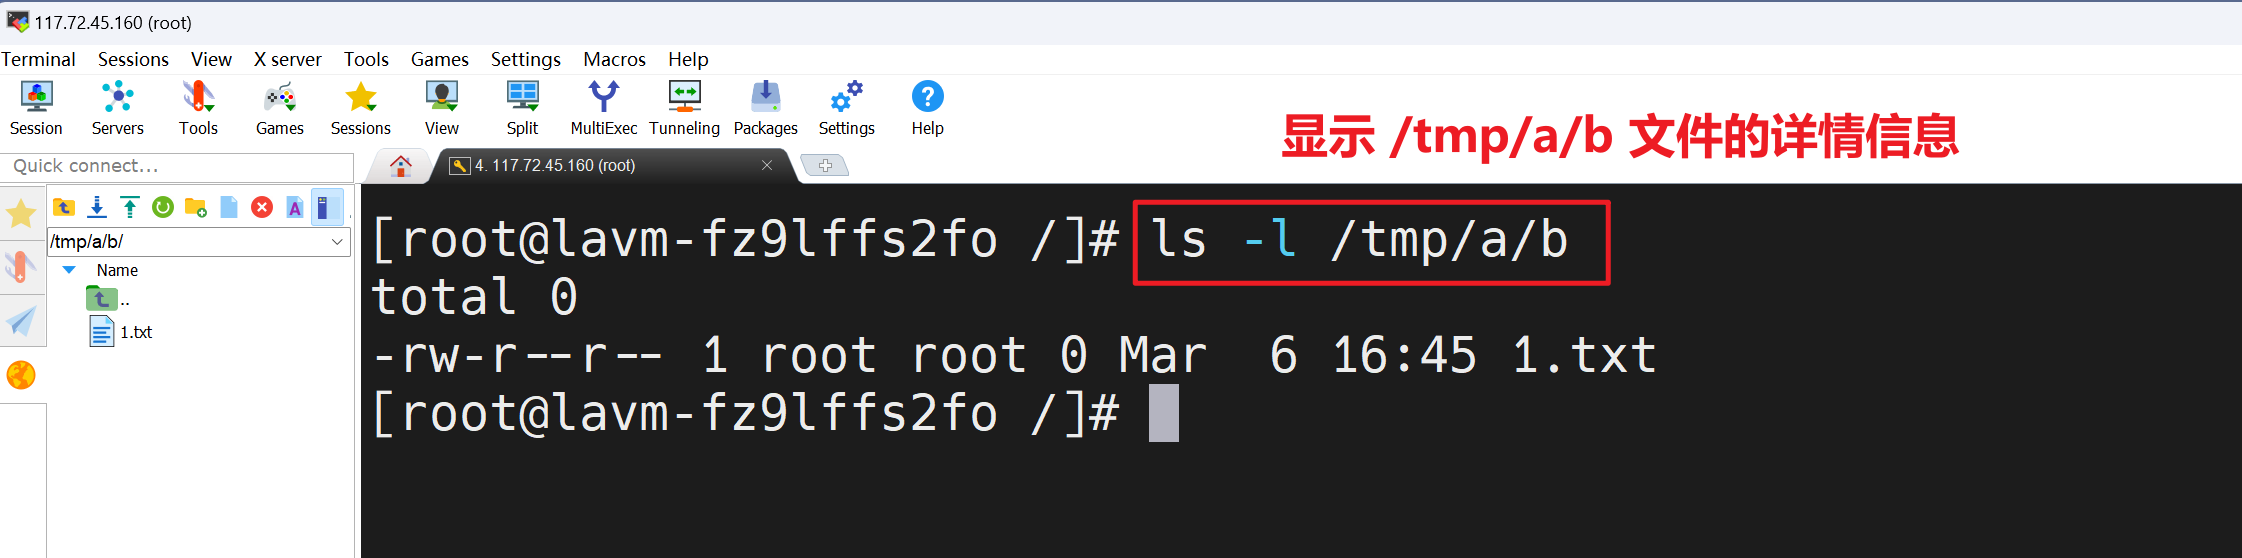 117.72.45.160 (root)
Terminal Sessions View X server Tools Games Settings Macros Help
Session Servers Tools Games Sessions View Split MultiExec Tunneling Packages Settings Help
显示 /tmp/a/b 文件的详情信息
Quick connect...
4. 117.72.45.160 (root)
/tmp/a/b/
Name
..
1.txt
[root@lavm-fz9lffs2fo /]# ls -l /tmp/a/b
total 0
-rw-r--r-- 1 root root 0 Mar  6 16:45 1.txt
[root@lavm-fz9lffs2fo /]#